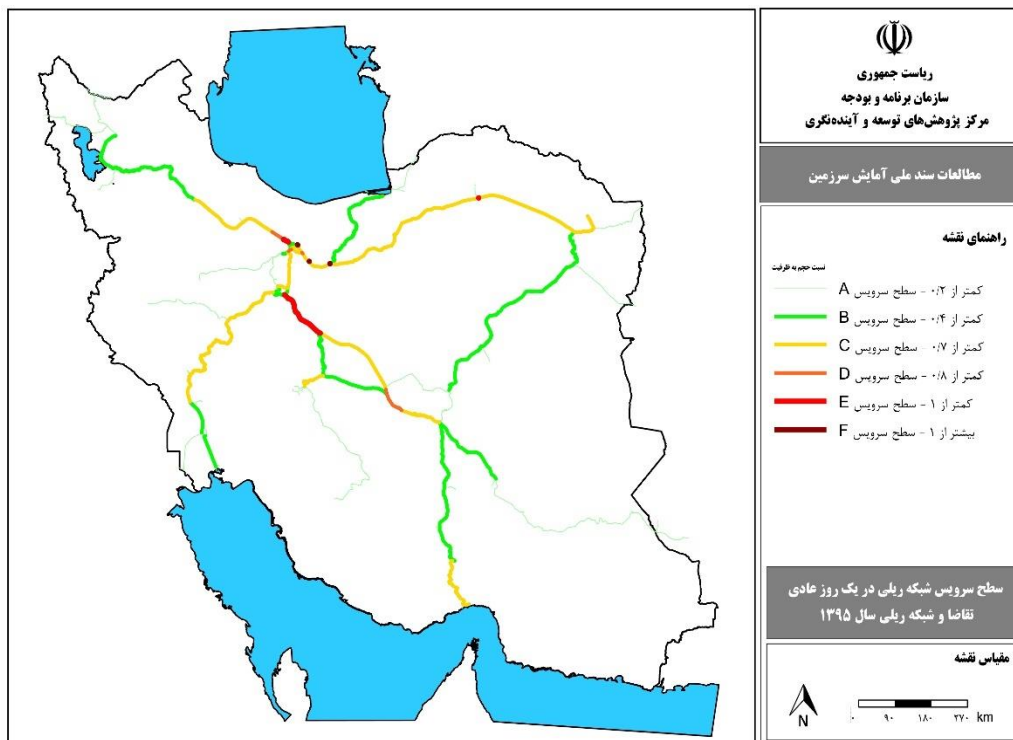 ریاست جمهوری
سازمان برنامه و بودجه
مرکز پژوهش‌های توسعه و آینده‌نگری
مطالعات سند ملی آمایش سرزمین
راهنمای نقشه
نسبت حجم به ظرفیت
کمتر از ۰/۲ - سطح سرویس A
کمتر از ۰/۴ - سطح سرویس B
کمتر از ۰/۷ - سطح سرویس C
کمتر از ۰/۸ - سطح سرویس D
کمتر از ۱ - سطح سرویس E
بیشتر از ۱ - سطح سرویس F
سطح سرویس شبکه ریلی در یک روز عادی
تقاضا و شبکه ریلی سال ۱۳۹۵
مقیاس نقشه
۰ ۹۰ ۱۸۰ ۲۷۰ km
N